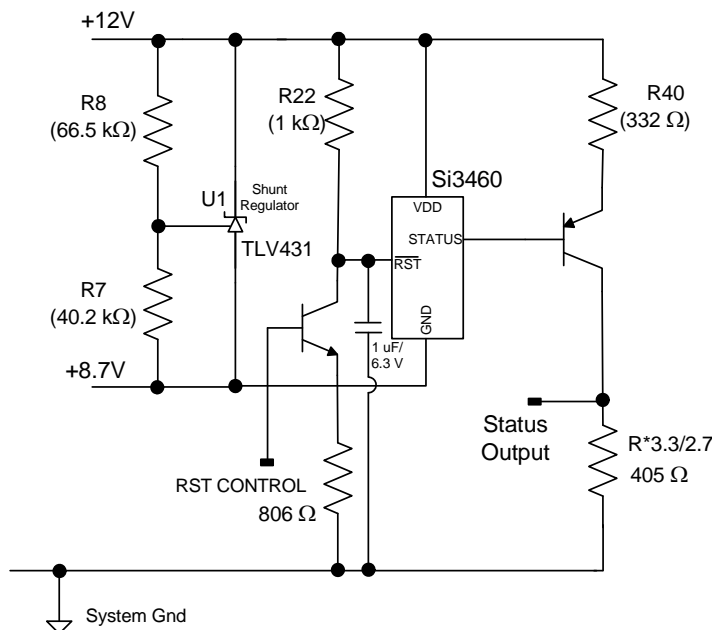 +12V
R8
(66.5 kΩ)
R22
(1 kΩ)
R40
(332 Ω)
Si3460
VDD
STATUS
RST
GND
U1
Shunt
Regulator
TLV431
R7
(40.2 kΩ)
1 uF/
6.3 V
+8.7V
Status
Output
R*3.3/2.7
405 Ω
RST CONTROL
806 Ω
System Gnd